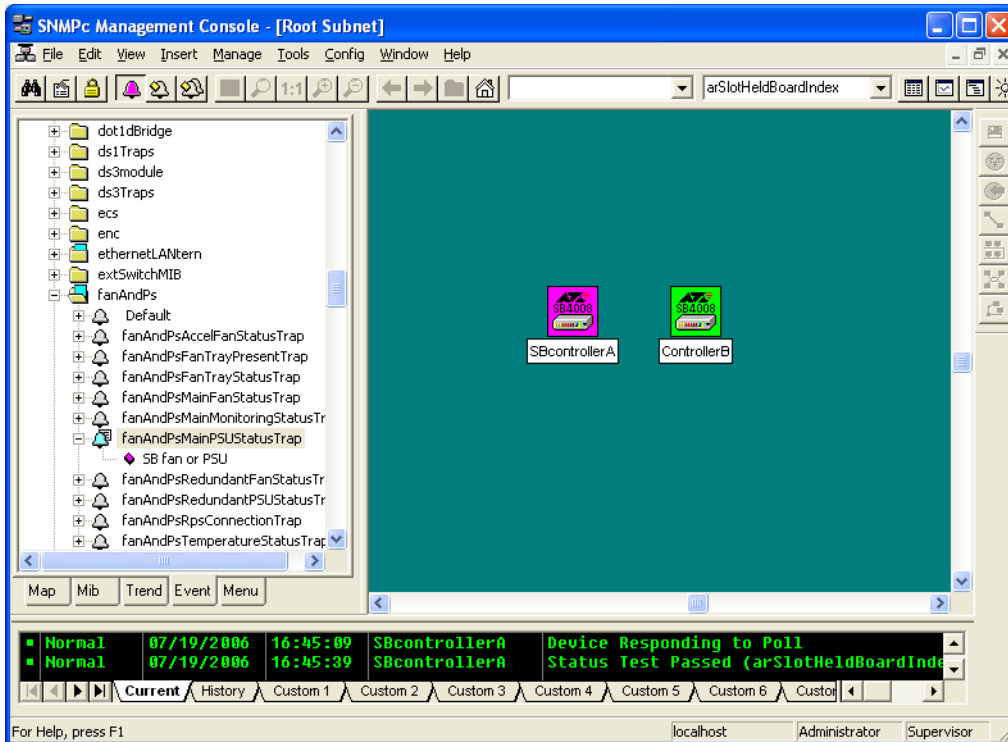 SNMPc Management Console - [Root Subnet]
File Edit View Insert Manage Tools Config Window Help
1:1 arSlotHeldBoardIndex
dot1dBridge
ds1Traps
ds3module
ds3Traps
ecs
enc
ethernetLANtern
extSwitchMIB
fanAndPs
Default
fanAndPsAccelFanStatusTrap
fanAndPsFanTrayPresentTrap
fanAndPsFanTrayStatusTrap
fanAndPsMainFanStatusTrap
fanAndPsMainMonitoringStatusTr
fanAndPsMainPSUStatusTrap
SB fan or PSU
fanAndPsRedundantFanStatusTr
fanAndPsRedundantPSUStatusTr
fanAndPsRpsConnectionTrap
fanAndPsTemperatureStatusTrap
Map Mib Trend Event Menu
SB4008 SB4008
SBcontrollerA ControllerB
Normal 07/19/2006 16:45:09 SBcontrollerA Device Responding to Poll
Normal 07/19/2006 16:45:39 SBcontrollerA Status Test Passed (arSlotHeldBoardInde
Current History Custom 1 Custom 2 Custom 3 Custom 4 Custom 5 Custom 6 Custor
For Help, press F1 localhost Administrator Supervisor